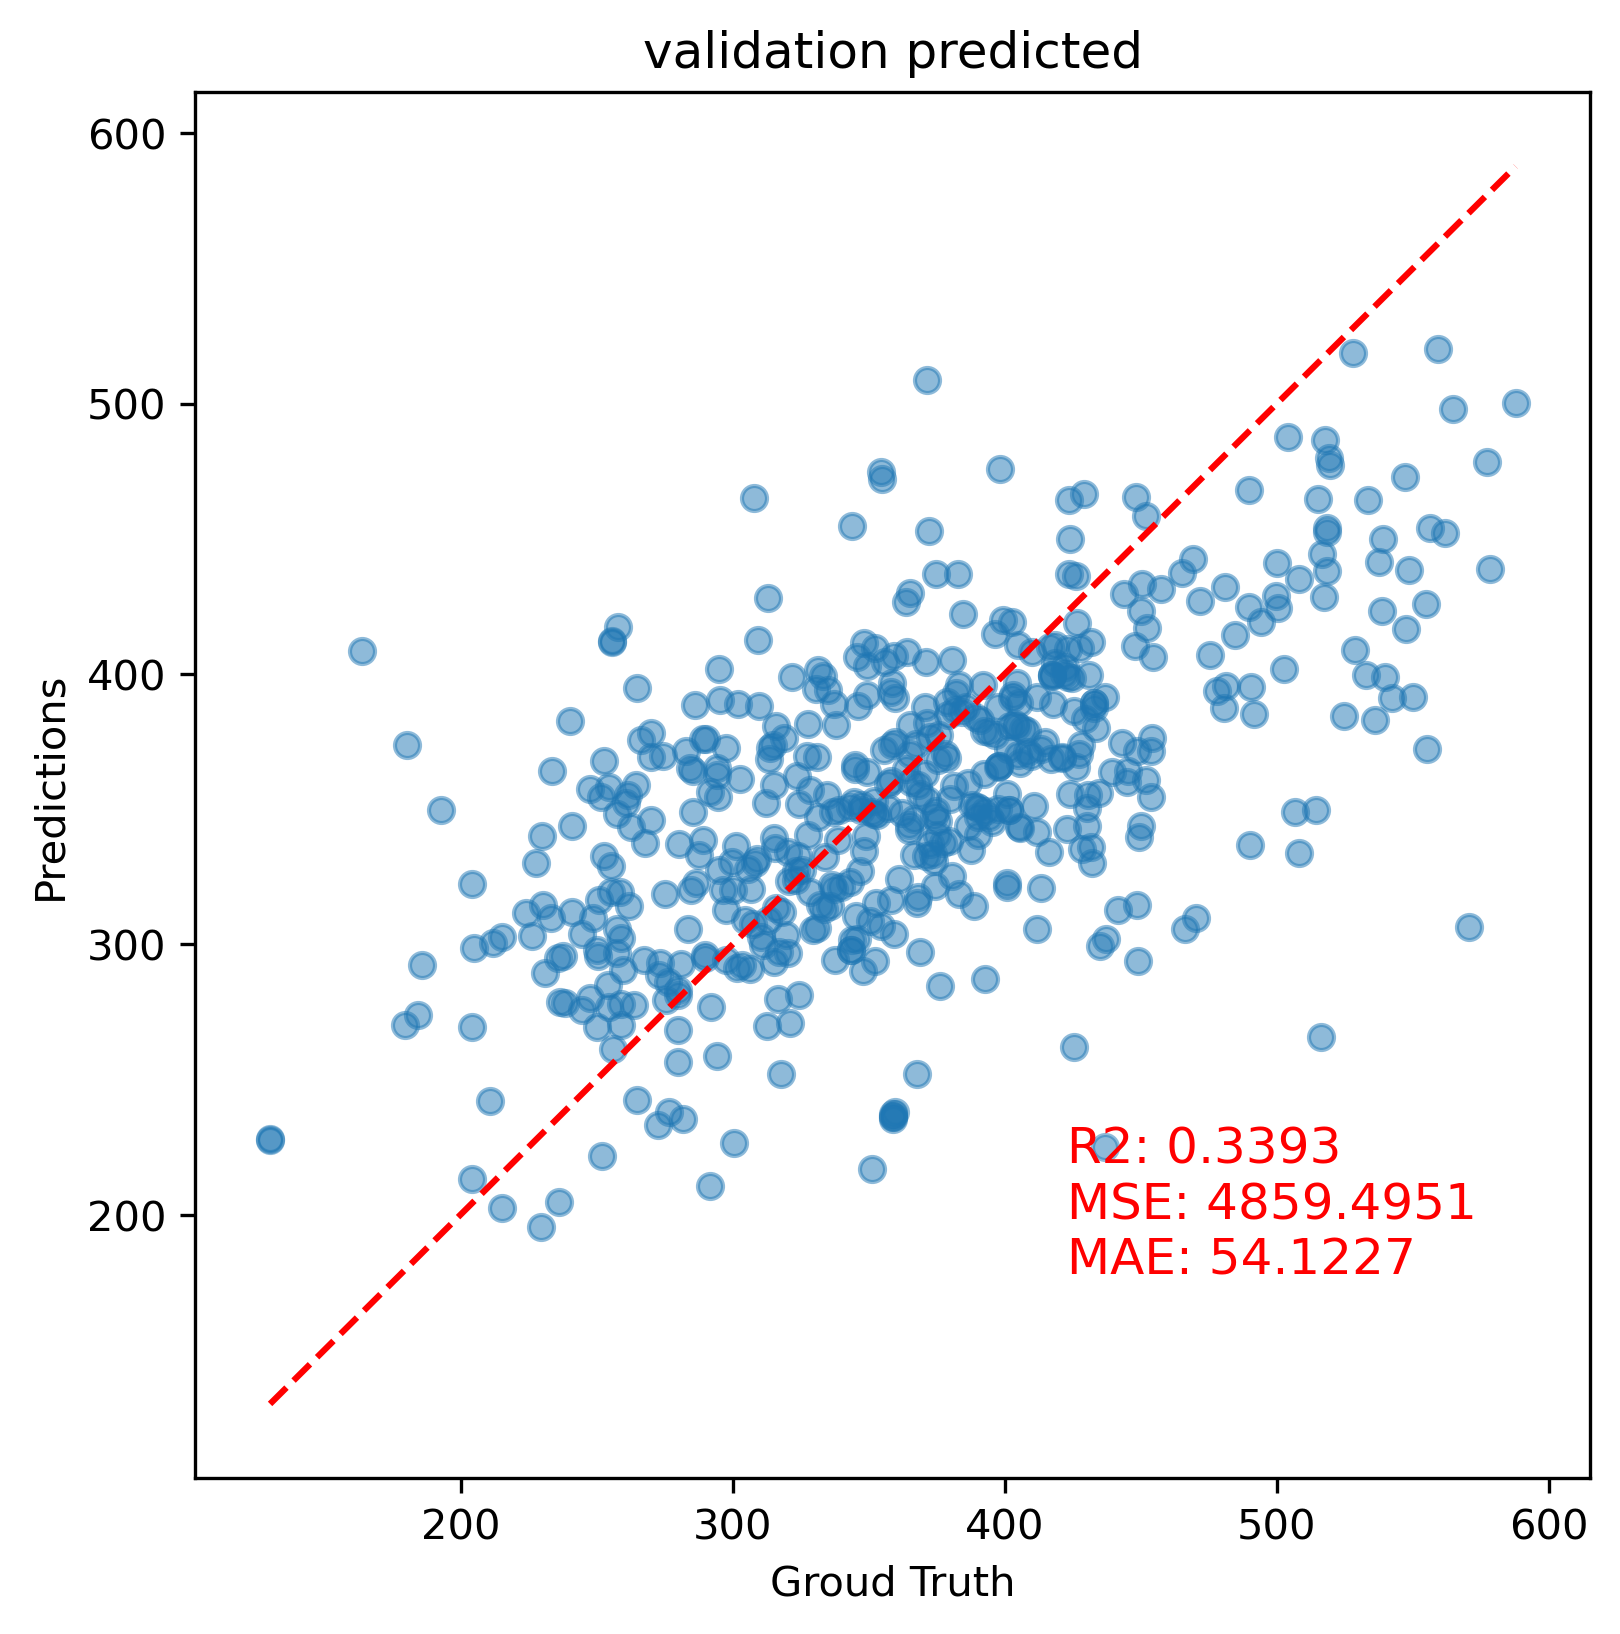 validation predicted
600
500
400
300
200
Predictions
R2: 0.3393
MSE: 4859.4951
MAE: 54.1227
200 300 400 500 600
Groud Truth